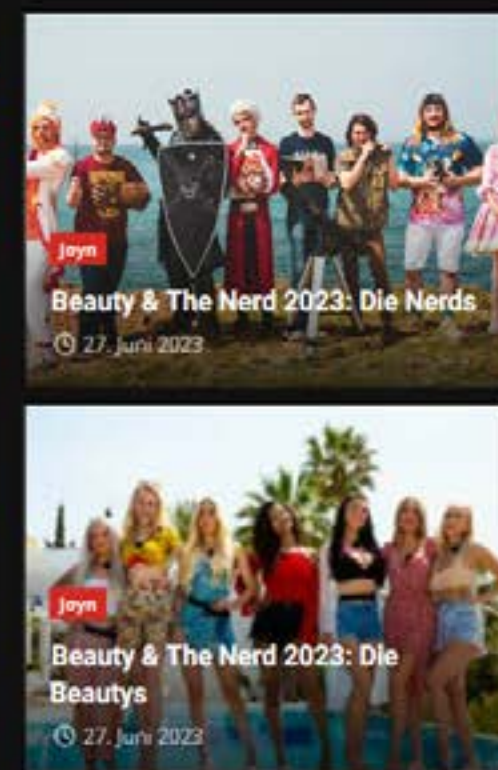 Joyn
Beauty & The Nerd 2023: Die Nerds
27. Juni 2023
Joyn
Beauty & The Nerd 2023: Die
Beautys
27. Juni 2023